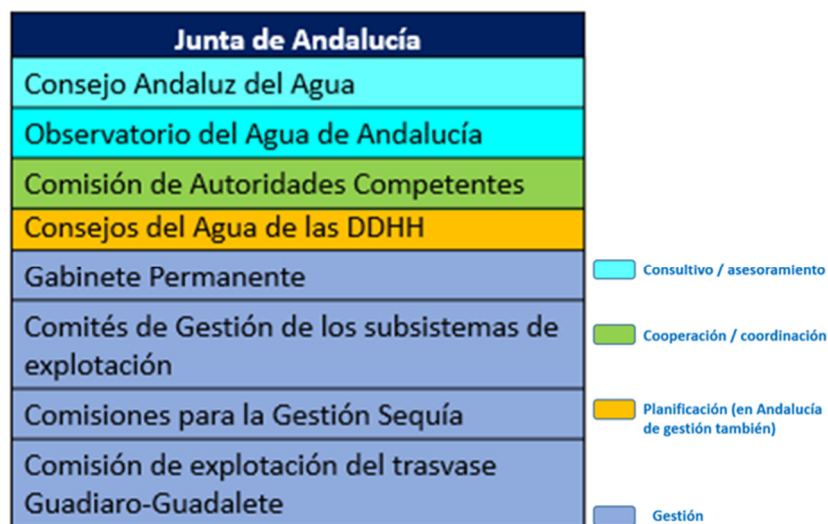 Junta de Andalucía
Consejo Andaluz del Agua
Observatorio del Agua de Andalucía
Comisión de Autoridades Competentes
Consejos del Agua de las DDHH
Gabinete Permanente
Comités de Gestión de los subsistemas de
explotación
Comisiones para la Gestión Sequía
Comisión de explotación del trasvase
Guadiaro-Guadalete
Consultivo / asesoramiento
Cooperación / coordinación
Planificación (en Andalucía
de gestión también)
Gestión